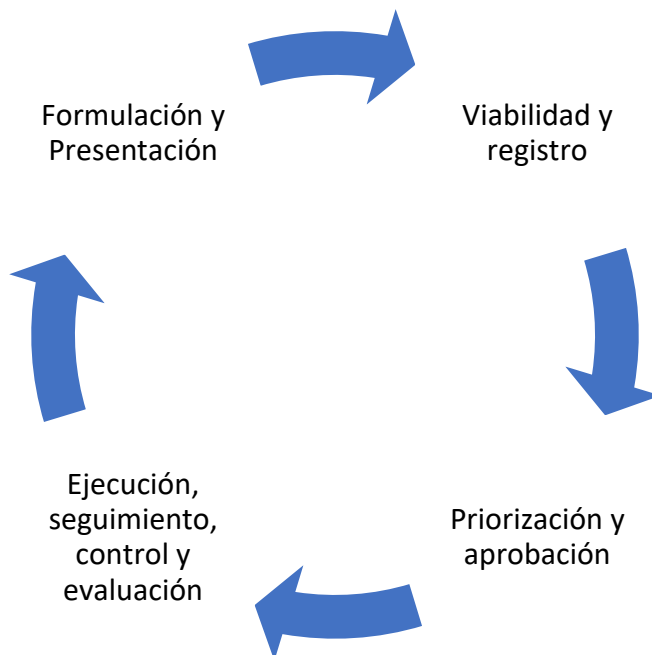 Formulación y
Presentación
Viabilidad y
registro
Priorización y
aprobación
Ejecución,
seguimiento,
control y
evaluación